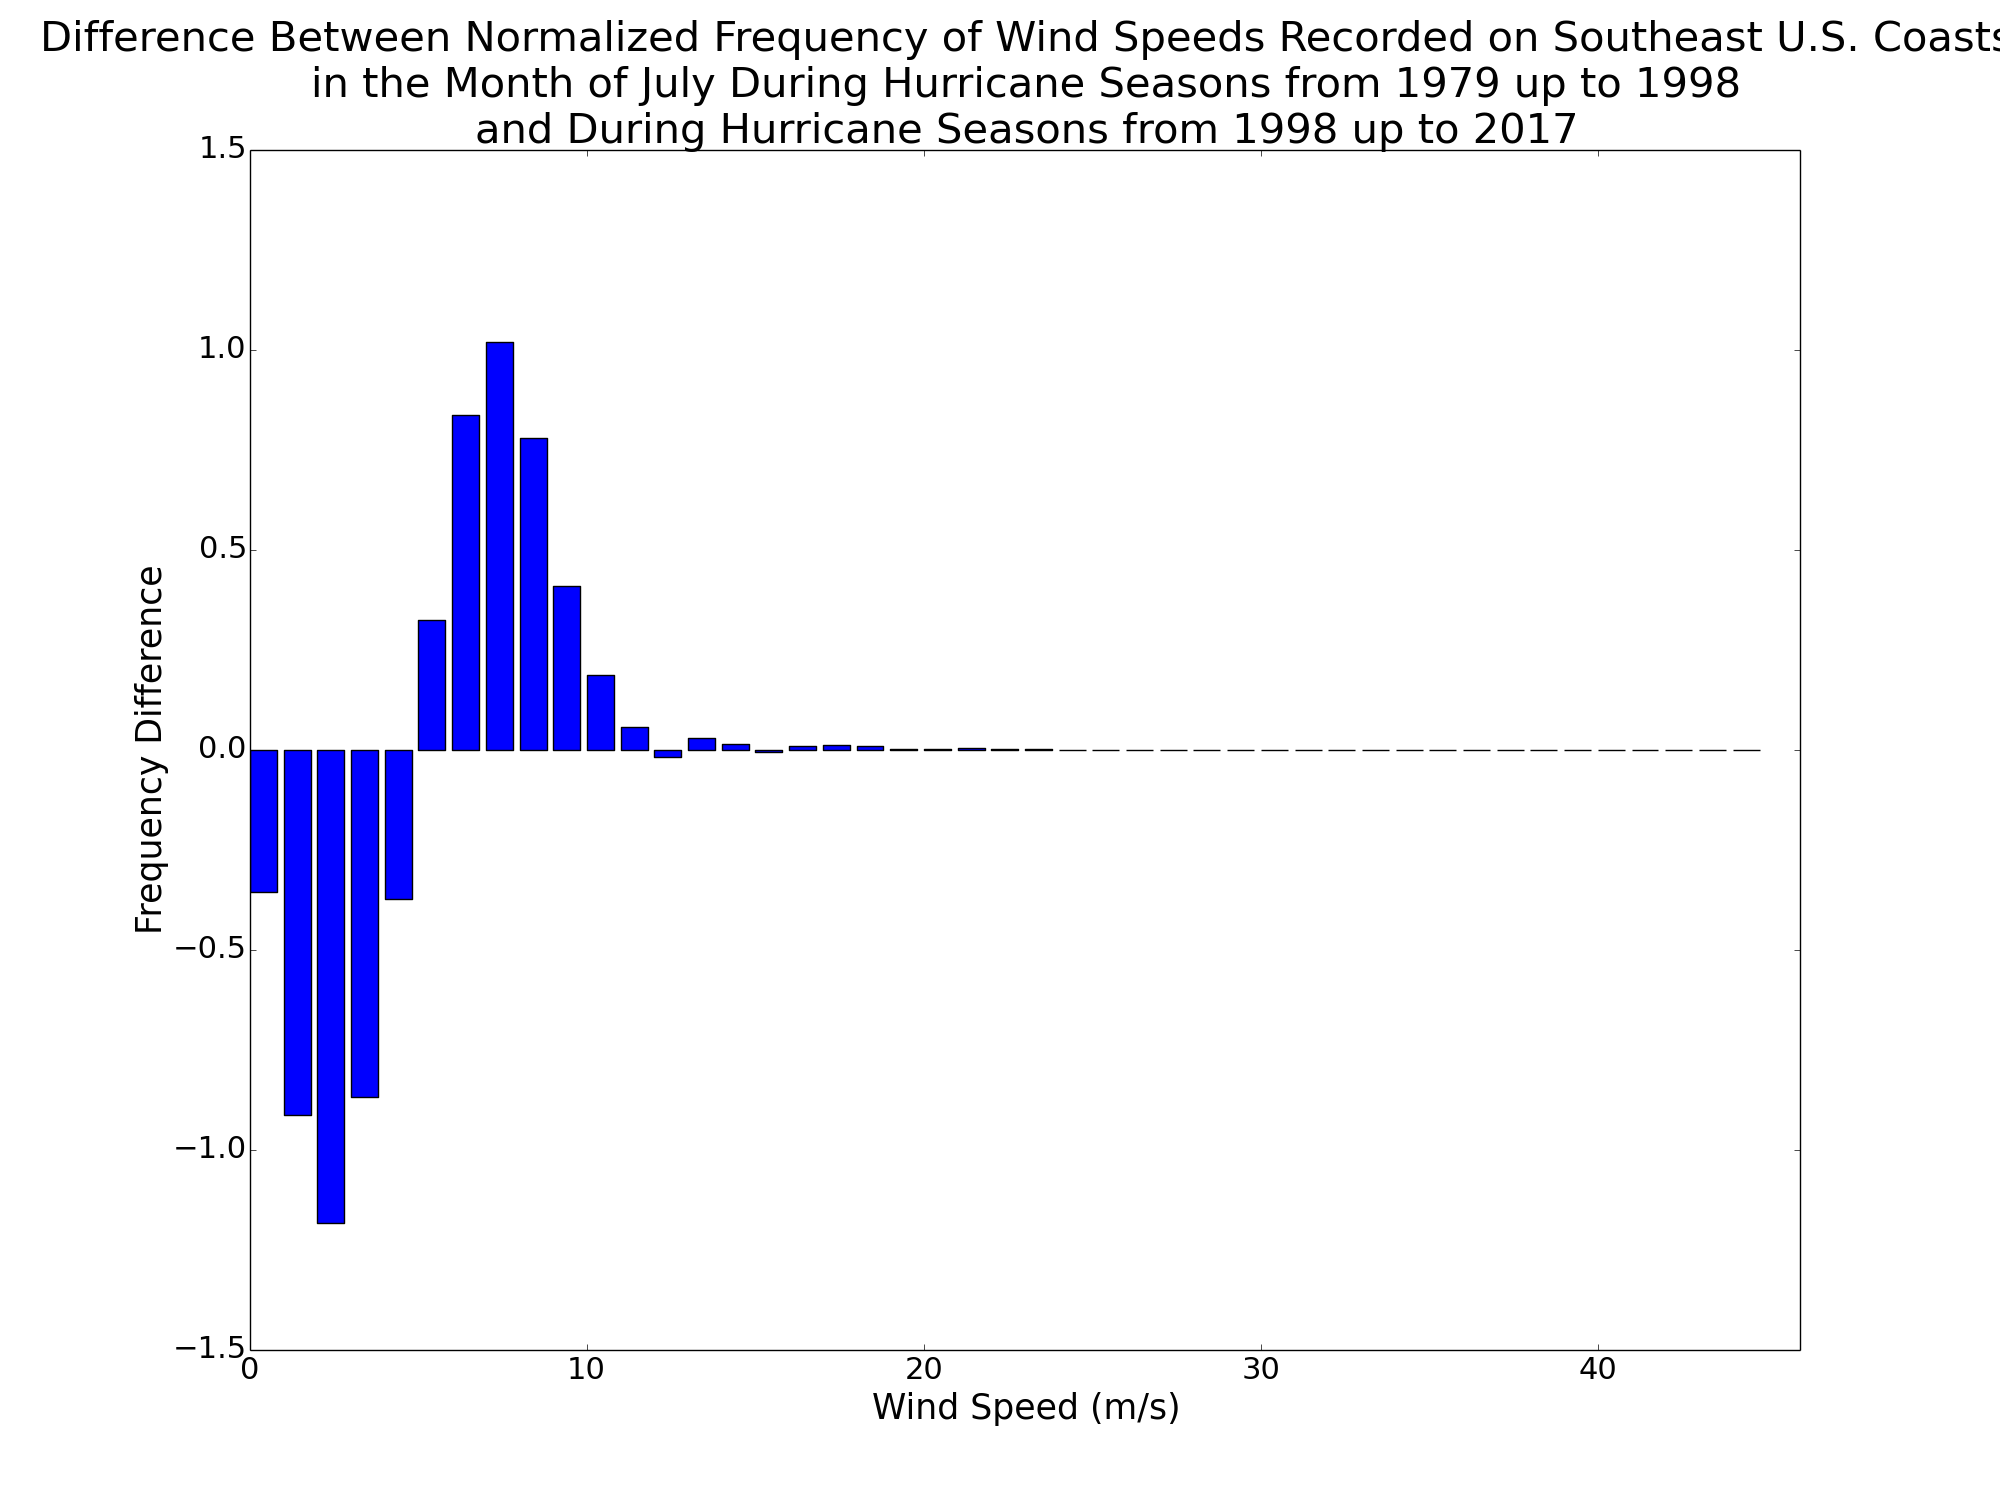 Difference Between Normalized Frequency of Wind Speeds Recorded on Southeast U.S. Coasts
in the Month of July During Hurricane Seasons from 1979 up to 1998
and During Hurricane Seasons from 1998 up to 2017
1.5
1.0
0.5
0.0
−0.5
−1.0
−1.5
Frequency Difference
0 10 20 30 40
Wind Speed (m/s)